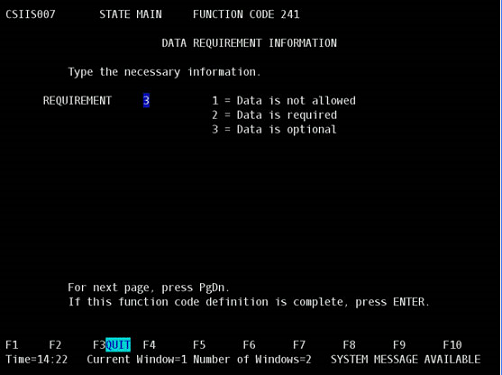 CSIIS007 STATE MAIN FUNCTION CODE 241
DATA REQUIREMENT INFORMATION
Type the necessary information.
REQUIREMENT 3 1 = Data is not allowed
2 = Data is required
3 = Data is optional
For next page, press PgDn.
If this function code definition is complete, press ENTER.
F1 F2 F3QUIT F4 F5 F6 F7 F8 F9 F10
Time=14:22 Current Window=1 Number of Windows=2 SYSTEM MESSAGE AVAILABLE